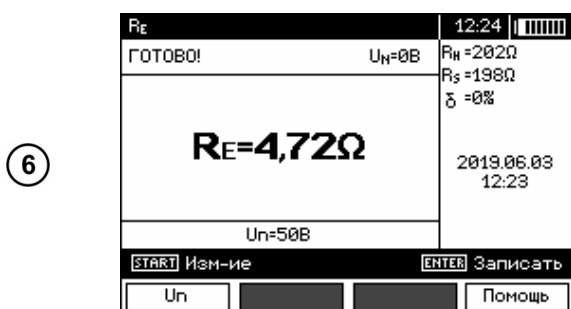 RE 12:24
ГОТОВО! UN=0В
RH=202Ω
RS=198Ω
δ=0%
6
RE=4,72Ω
2019.06.03
12:23
Un=50В
START Изм-ие ENTER Записать
Un Помощь